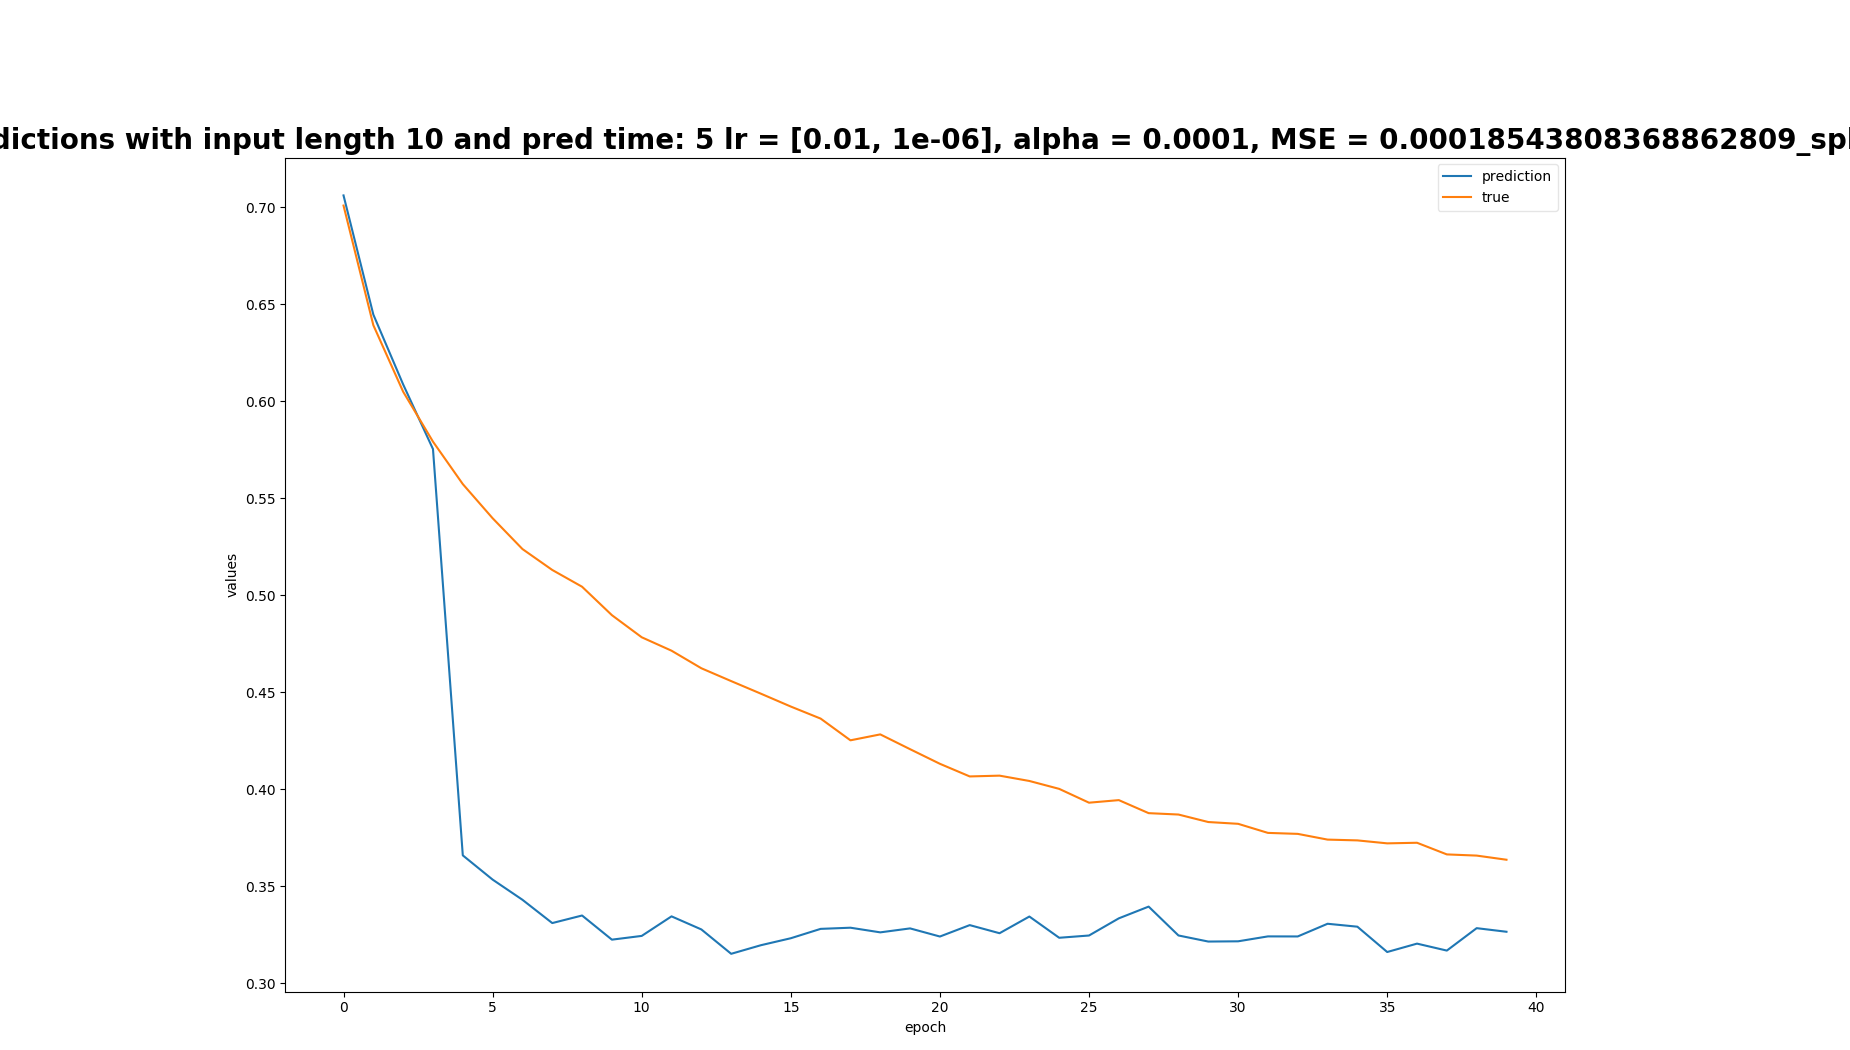 dictions with input length 10 and pred time: 5 lr = [0.01, 1e-06], alpha = 0.0001, MSE = 0.00018543808368862809_spl
prediction
true
0.70
0.65
0.60
0.55
0.50
0.45
0.40
0.35
0.30
values
0 5 10 15 20 25 30 35 40
epoch